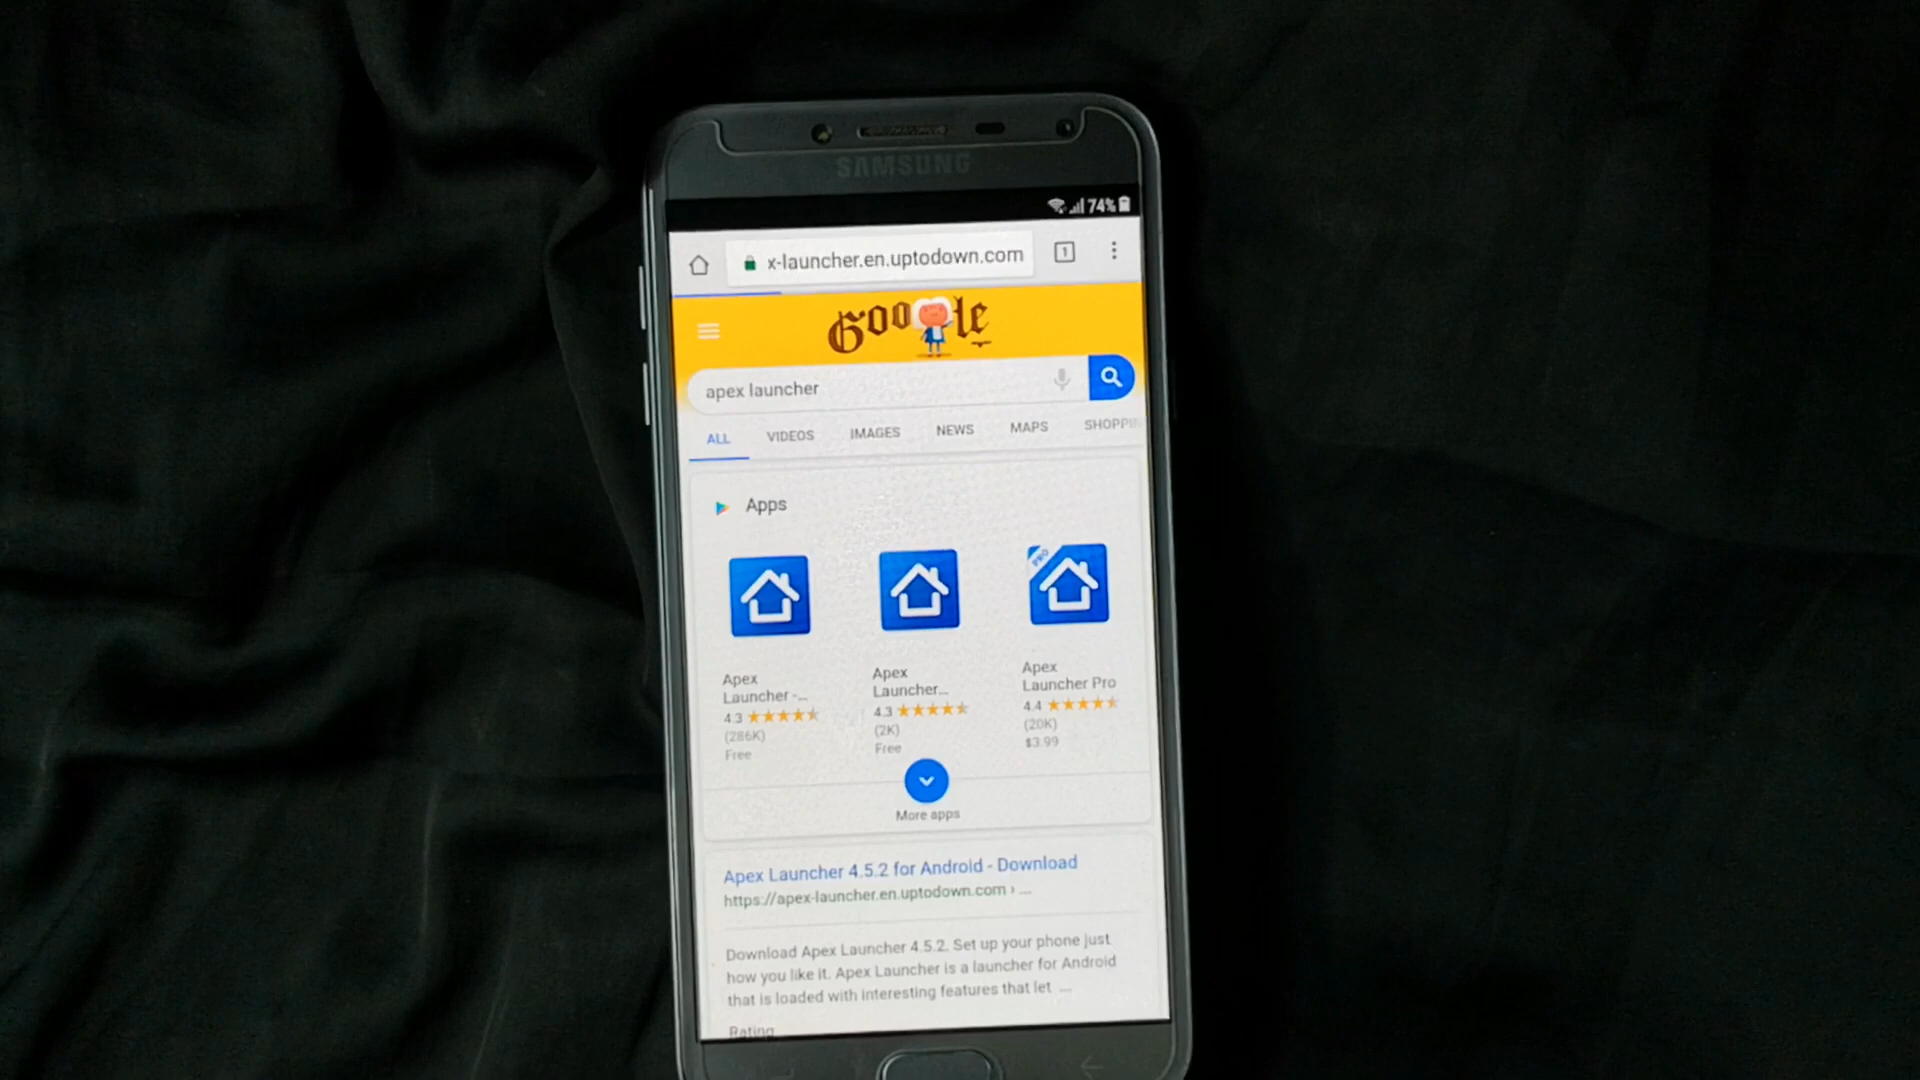 SAMSUNG
74%
x-launcher.en.uptodown.com
1
Google
apex launcher
ALL VIDEOS IMAGES NEWS MAPS SHOPPIN
Apps
PRO
Apex
Launcher -...
4.3
(286K)
Free
Apex
Launcher...
4.3
(2K)
Free
Apex
Launcher Pro
4.4
(20K)
$3.99
More apps
Apex Launcher 4.5.2 for Android - Download
https://apex-launcher.en.uptodown.com › ...
Download Apex Launcher 4.5.2. Set up your phone just
how you like it. Apex Launcher is a launcher for Android
that is loaded with interesting features that let ...
Rating